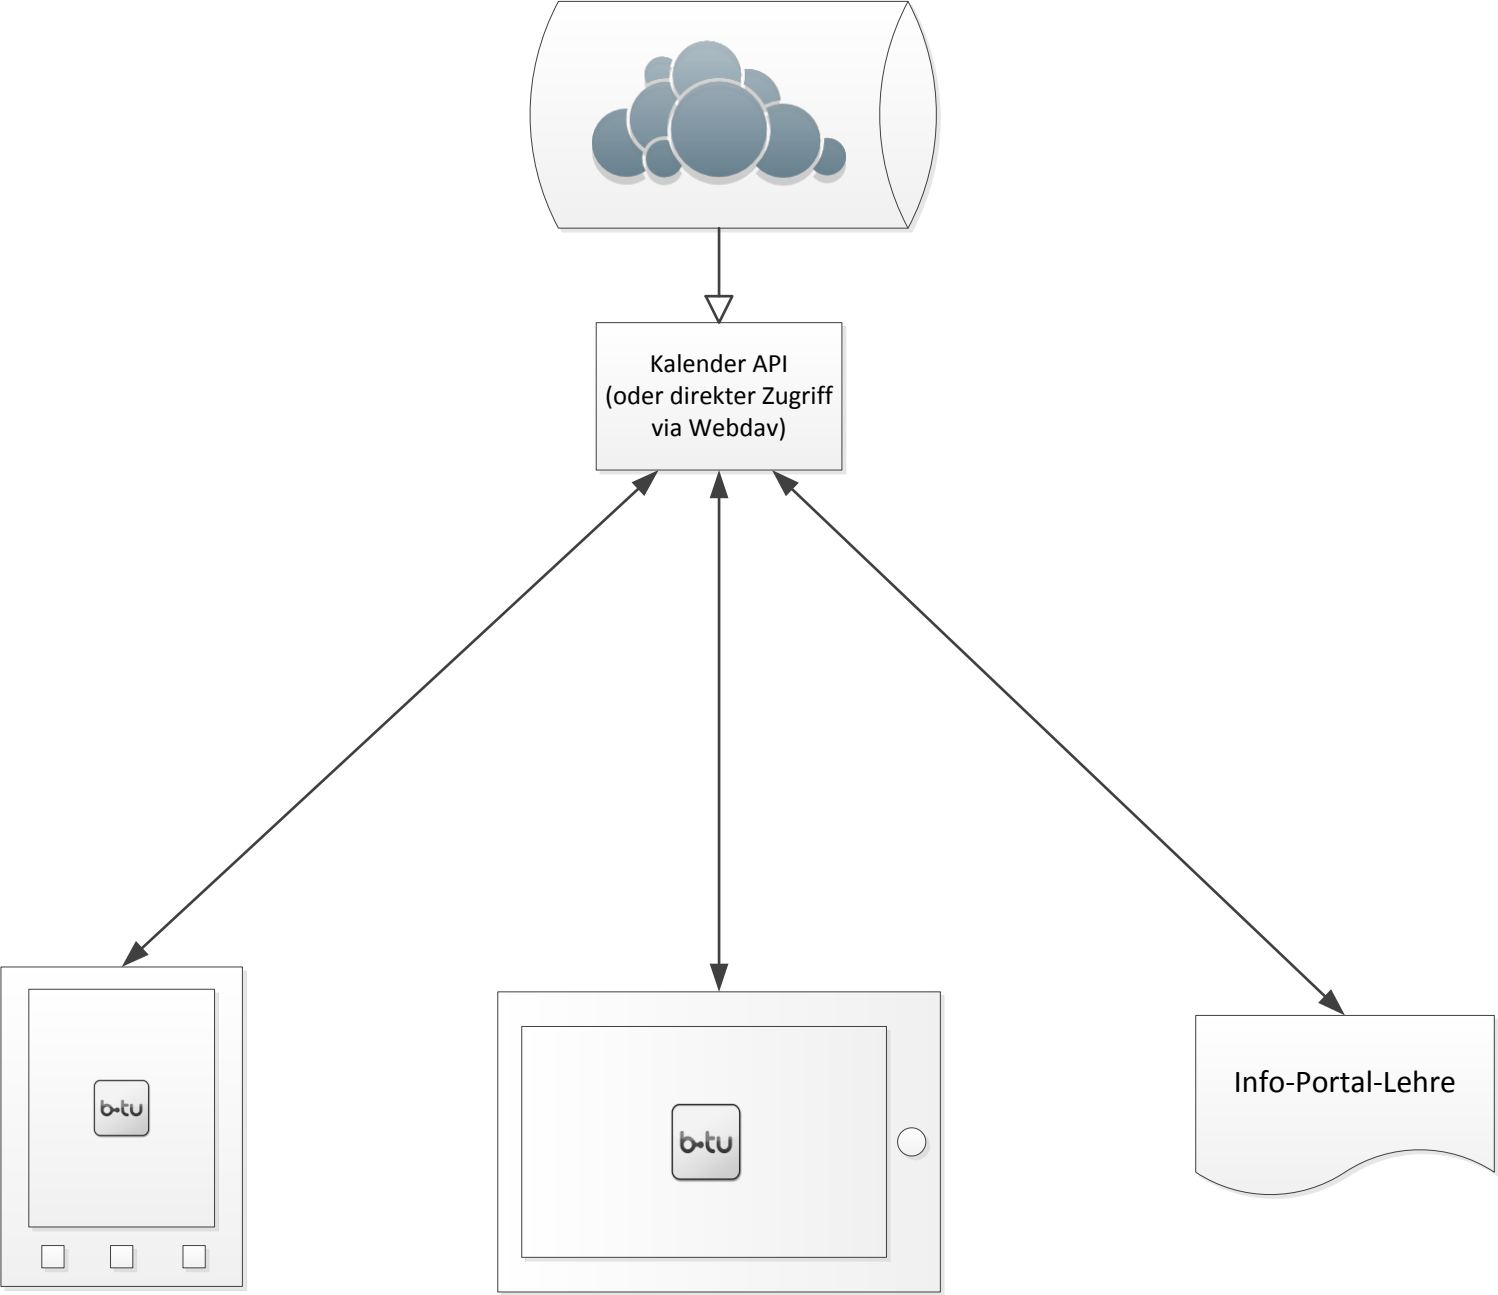 Kalender API
(oder direkter Zugriff
via Webdav)
b-tu
b-tu
Info-Portal-Lehre